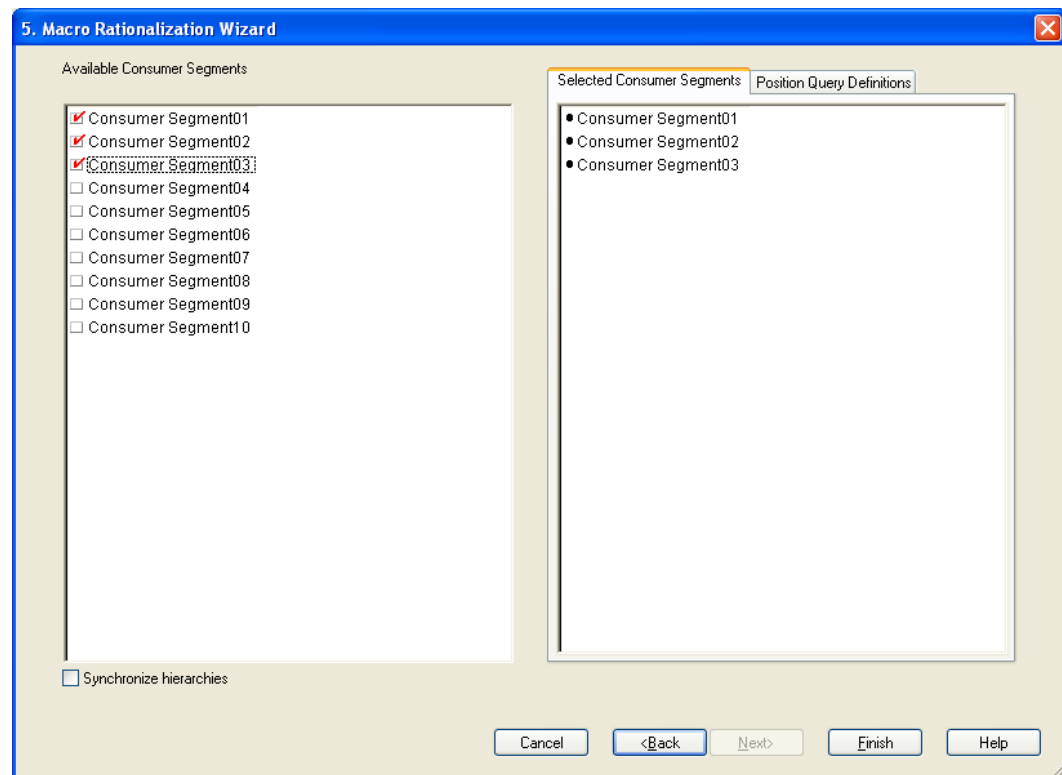 5. Macro Rationalization Wizard
Available Consumer Segments
Consumer Segment01
Consumer Segment02
Consumer Segment03
Consumer Segment04
Consumer Segment05
Consumer Segment06
Consumer Segment07
Consumer Segment08
Consumer Segment09
Consumer Segment10
Synchronize hierarchies
Selected Consumer Segments
Position Query Definitions
• Consumer Segment01
• Consumer Segment02
• Consumer Segment03
Cancel
<Back
Next>
Finish
Help